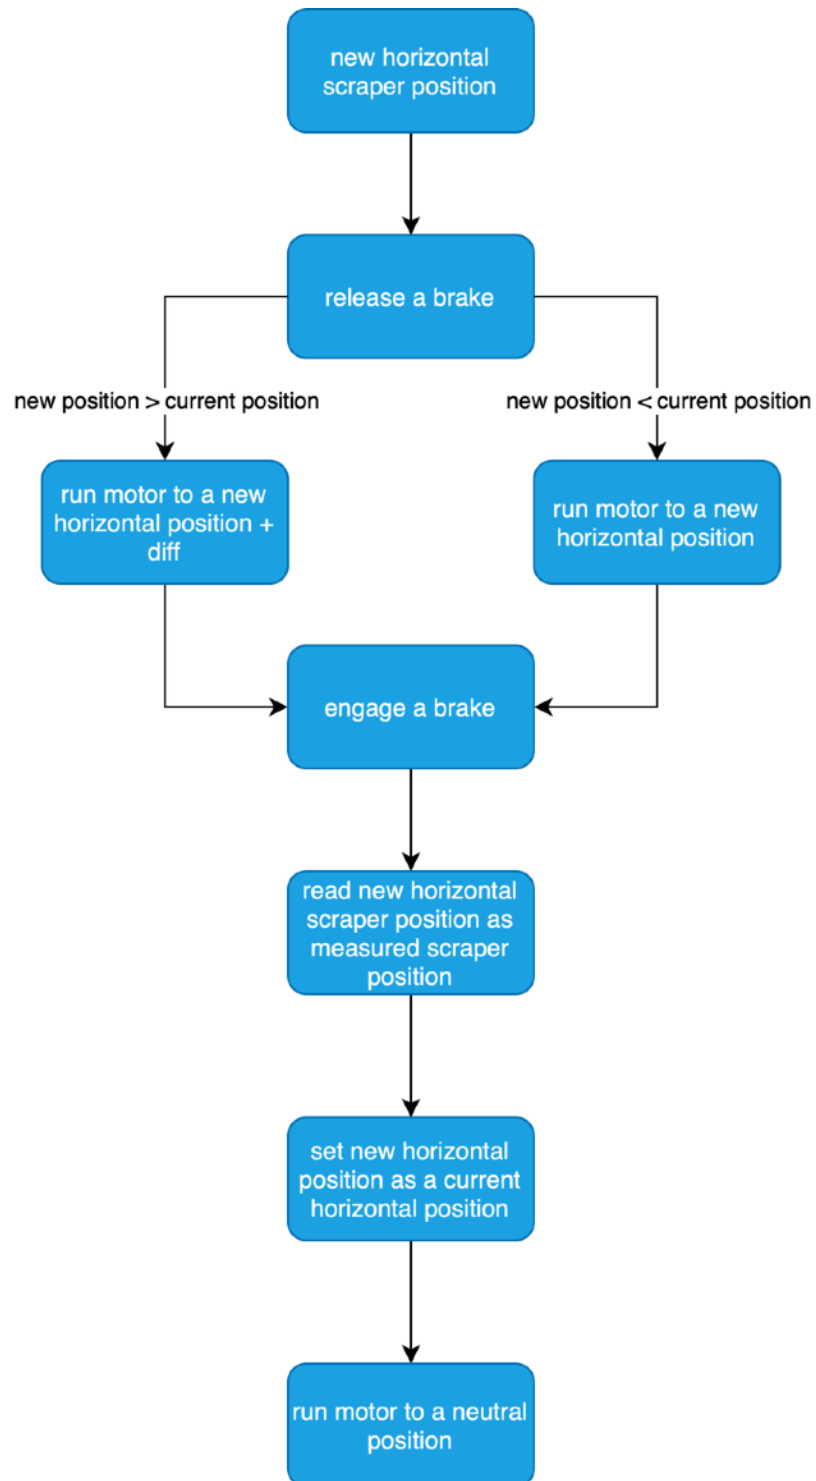 new horizontal
scraper position
release a brake
new position > current position
new position < current position
run motor to a new
horizontal position +
diff
run motor to a new
horizontal position
engage a brake
read new horizontal
scraper position as
measured scraper
position
set new horizontal
position as a current
horizontal position
run motor to a neutral
position